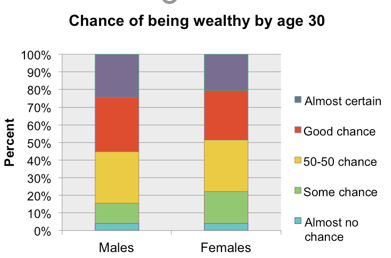 Chance of being wealthy by age 30
100%
90%
80%
70%
60%
50%
40%
30%
20%
10%
0%
Percent
Males
Females
Almost certain
Good chance
50-50 chance
Some chance
Almost no
chance